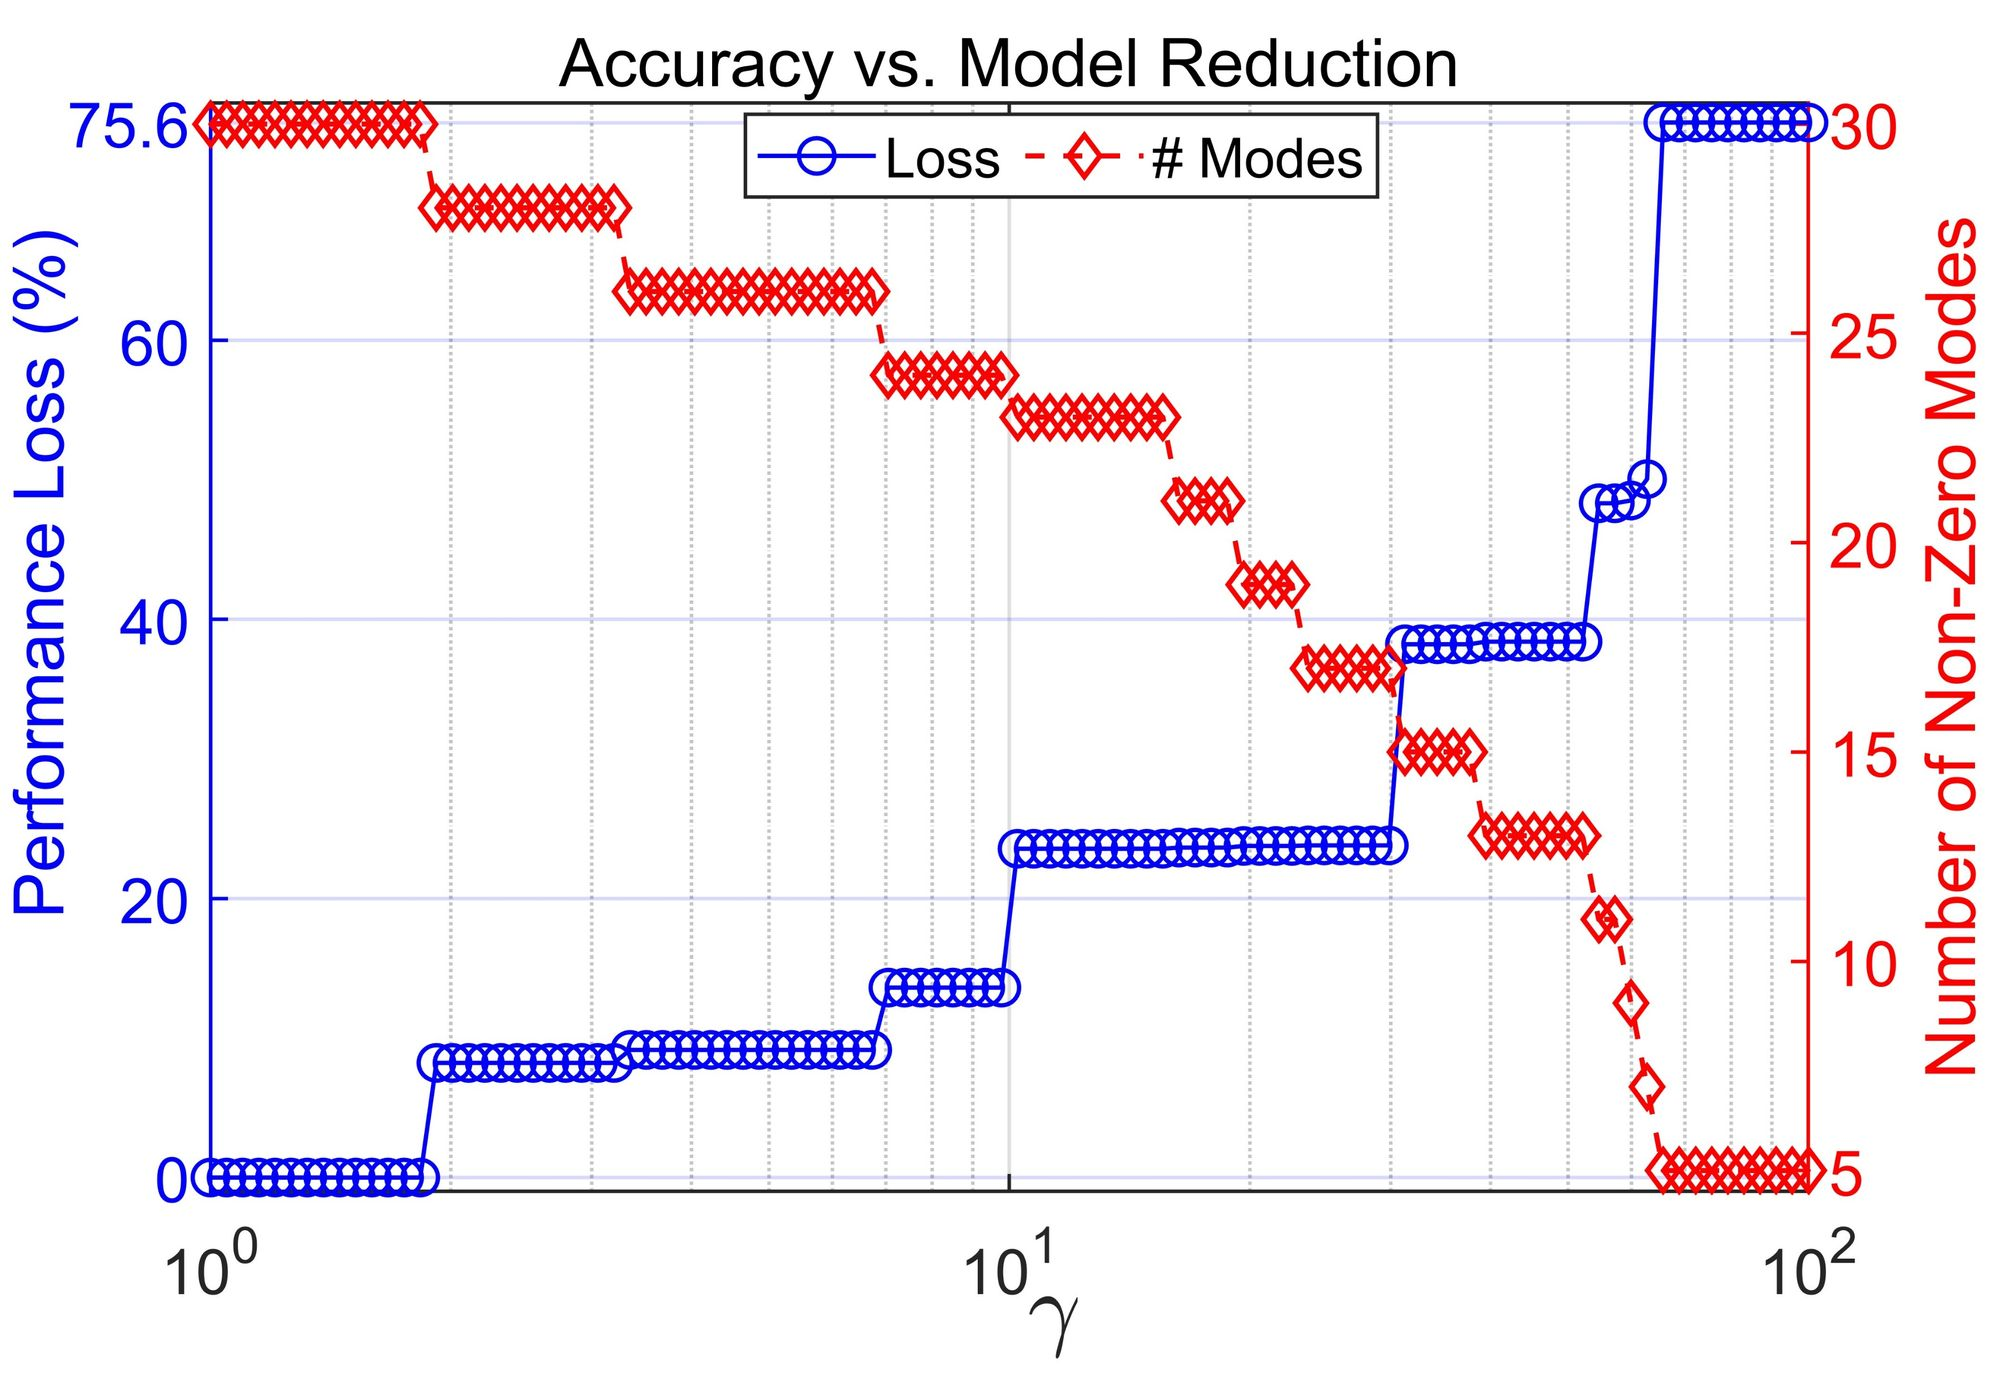 Accuracy vs. Model Reduction
Loss
# Modes
Performance Loss (%)
75.6
60
40
20
0
Number of Non-Zero Modes
30
25
20
15
10
5
10^0
10^1
10^2
γ